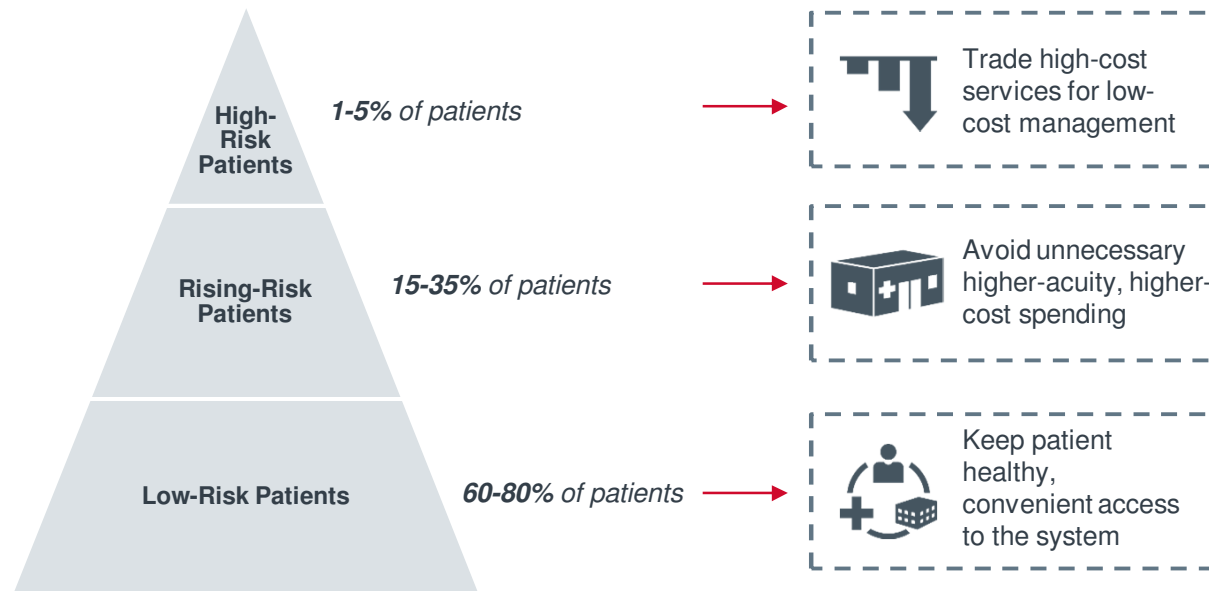 High-
Risk
Patients
1-5% of patients
Trade high-cost
services for low-
cost management
Rising-Risk
Patients
15-35% of patients
Avoid unnecessary
higher-acuity, higher-
cost spending
Low-Risk Patients
60-80% of patients
Keep patient
healthy,
convenient access
to the system